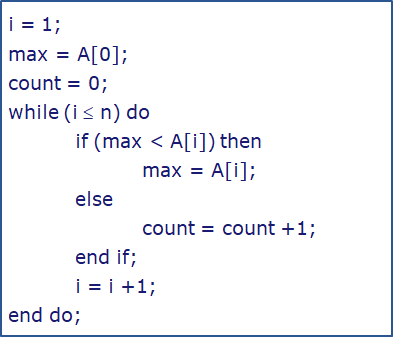 i = 1;
max = A[0];
count = 0;
while (i ≤ n) do
if (max < A[i]) then
max = A[i];
else
count = count +1;
end if;
i = i +1;
end do;